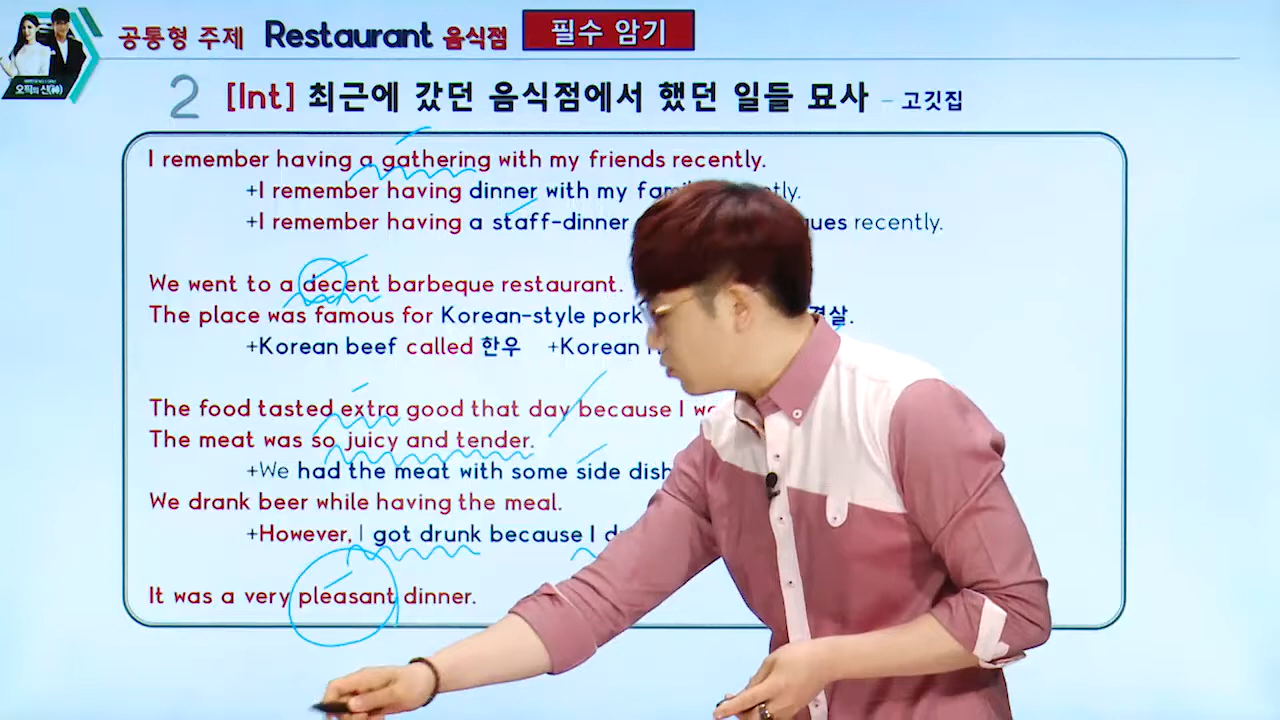 오픽의 신(神)
공통형 주제 Restaurant 음식점 필수 암기
2 [Int] 최근에 갔던 음식점에서 했던 일들 묘사 – 고깃집
I remember having a gathering with my friends recently.
+I remember having dinner with my
+I remember having a staff-dinner recently.
We went to a decent barbeque restaurant.
The place was famous for Korean-style pork
+Korean beef called 한우 +Korean
The food tasted extra good that day because I
The meat was so juicy and tender.
+We had the meat with some side
We drank beer while having the meal.
+However, I got drunk because I
It was a very pleasant dinner.